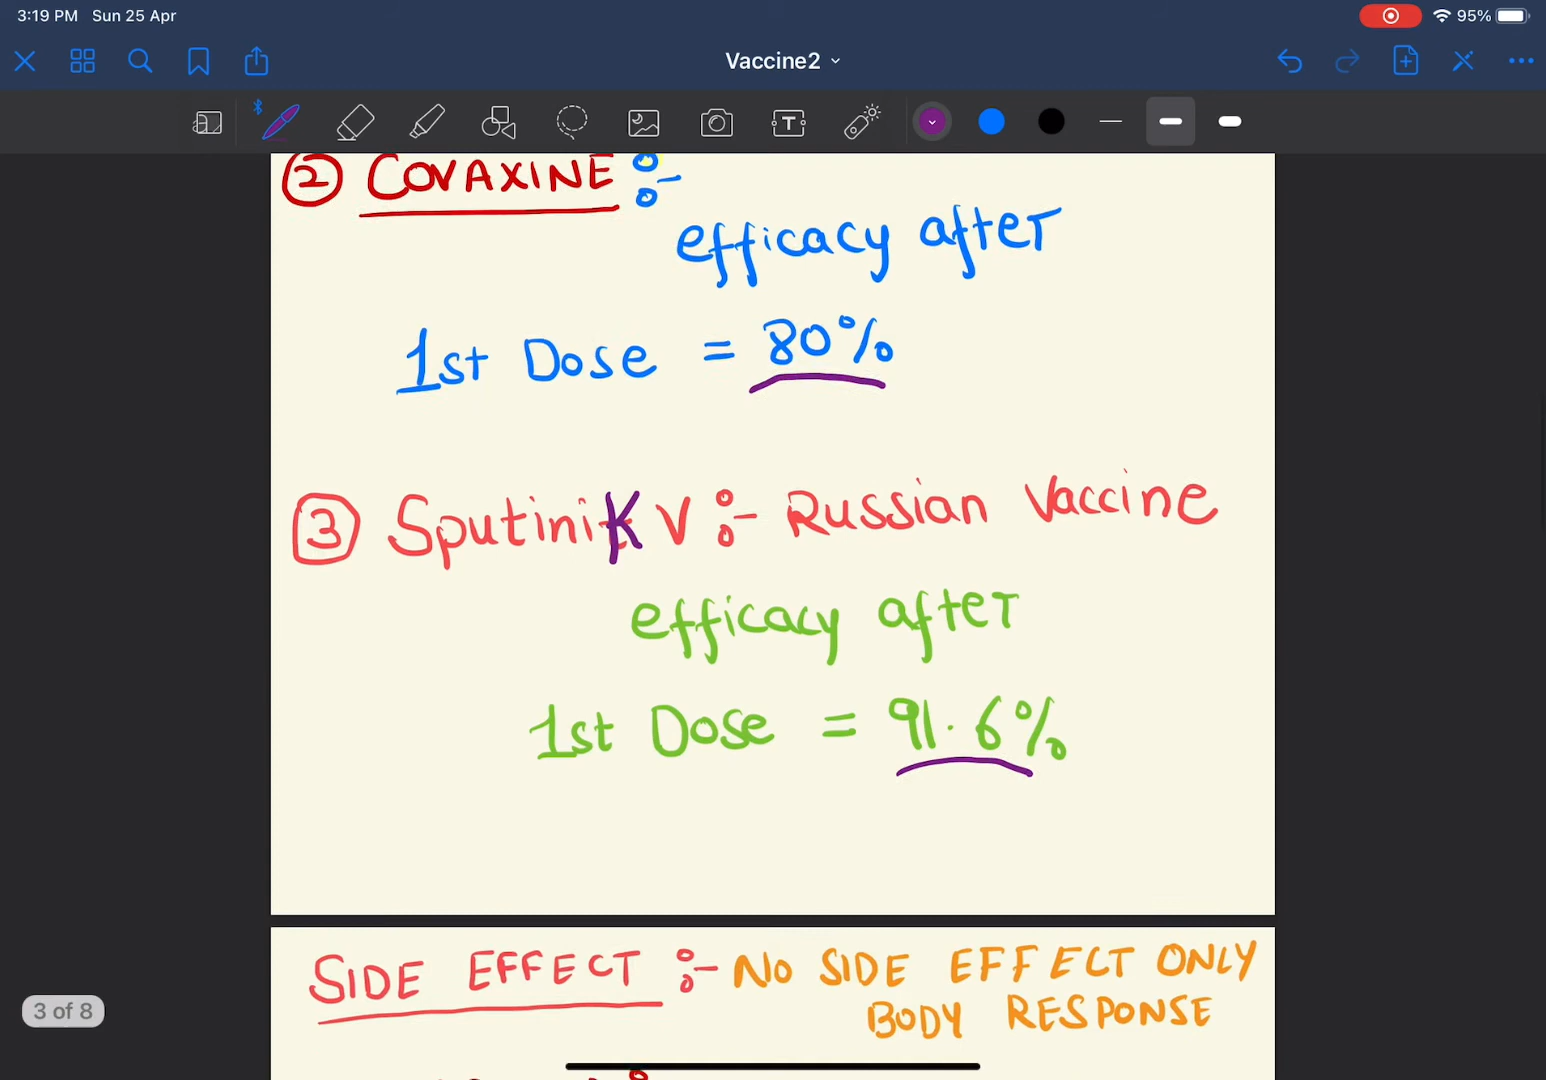 3:19 PM Sun 25 Apr
95%
Vaccine2
T
② COVAXINE :-
efficacy after
1st Dose = 80%
③ SputiniK V :- Russian Vaccine
efficacy after
1st Dose = 91.6%
SIDE EFFECT :- NO SIDE EFFECT ONLY
BODY RESPONSE
3 of 8